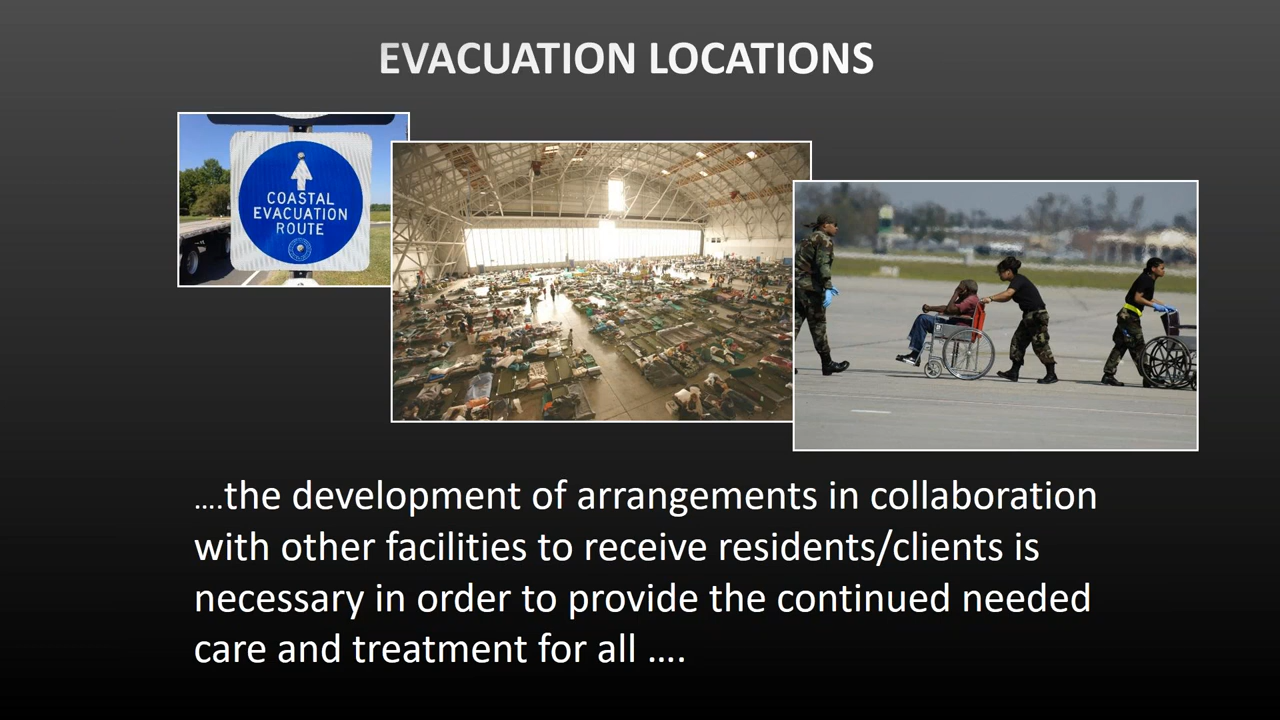 EVACUATION LOCATIONS
COASTAL
EVACUATION
ROUTE
....the development of arrangements in collaboration
with other facilities to receive residents/clients is
necessary in order to provide the continued needed
care and treatment for all ....